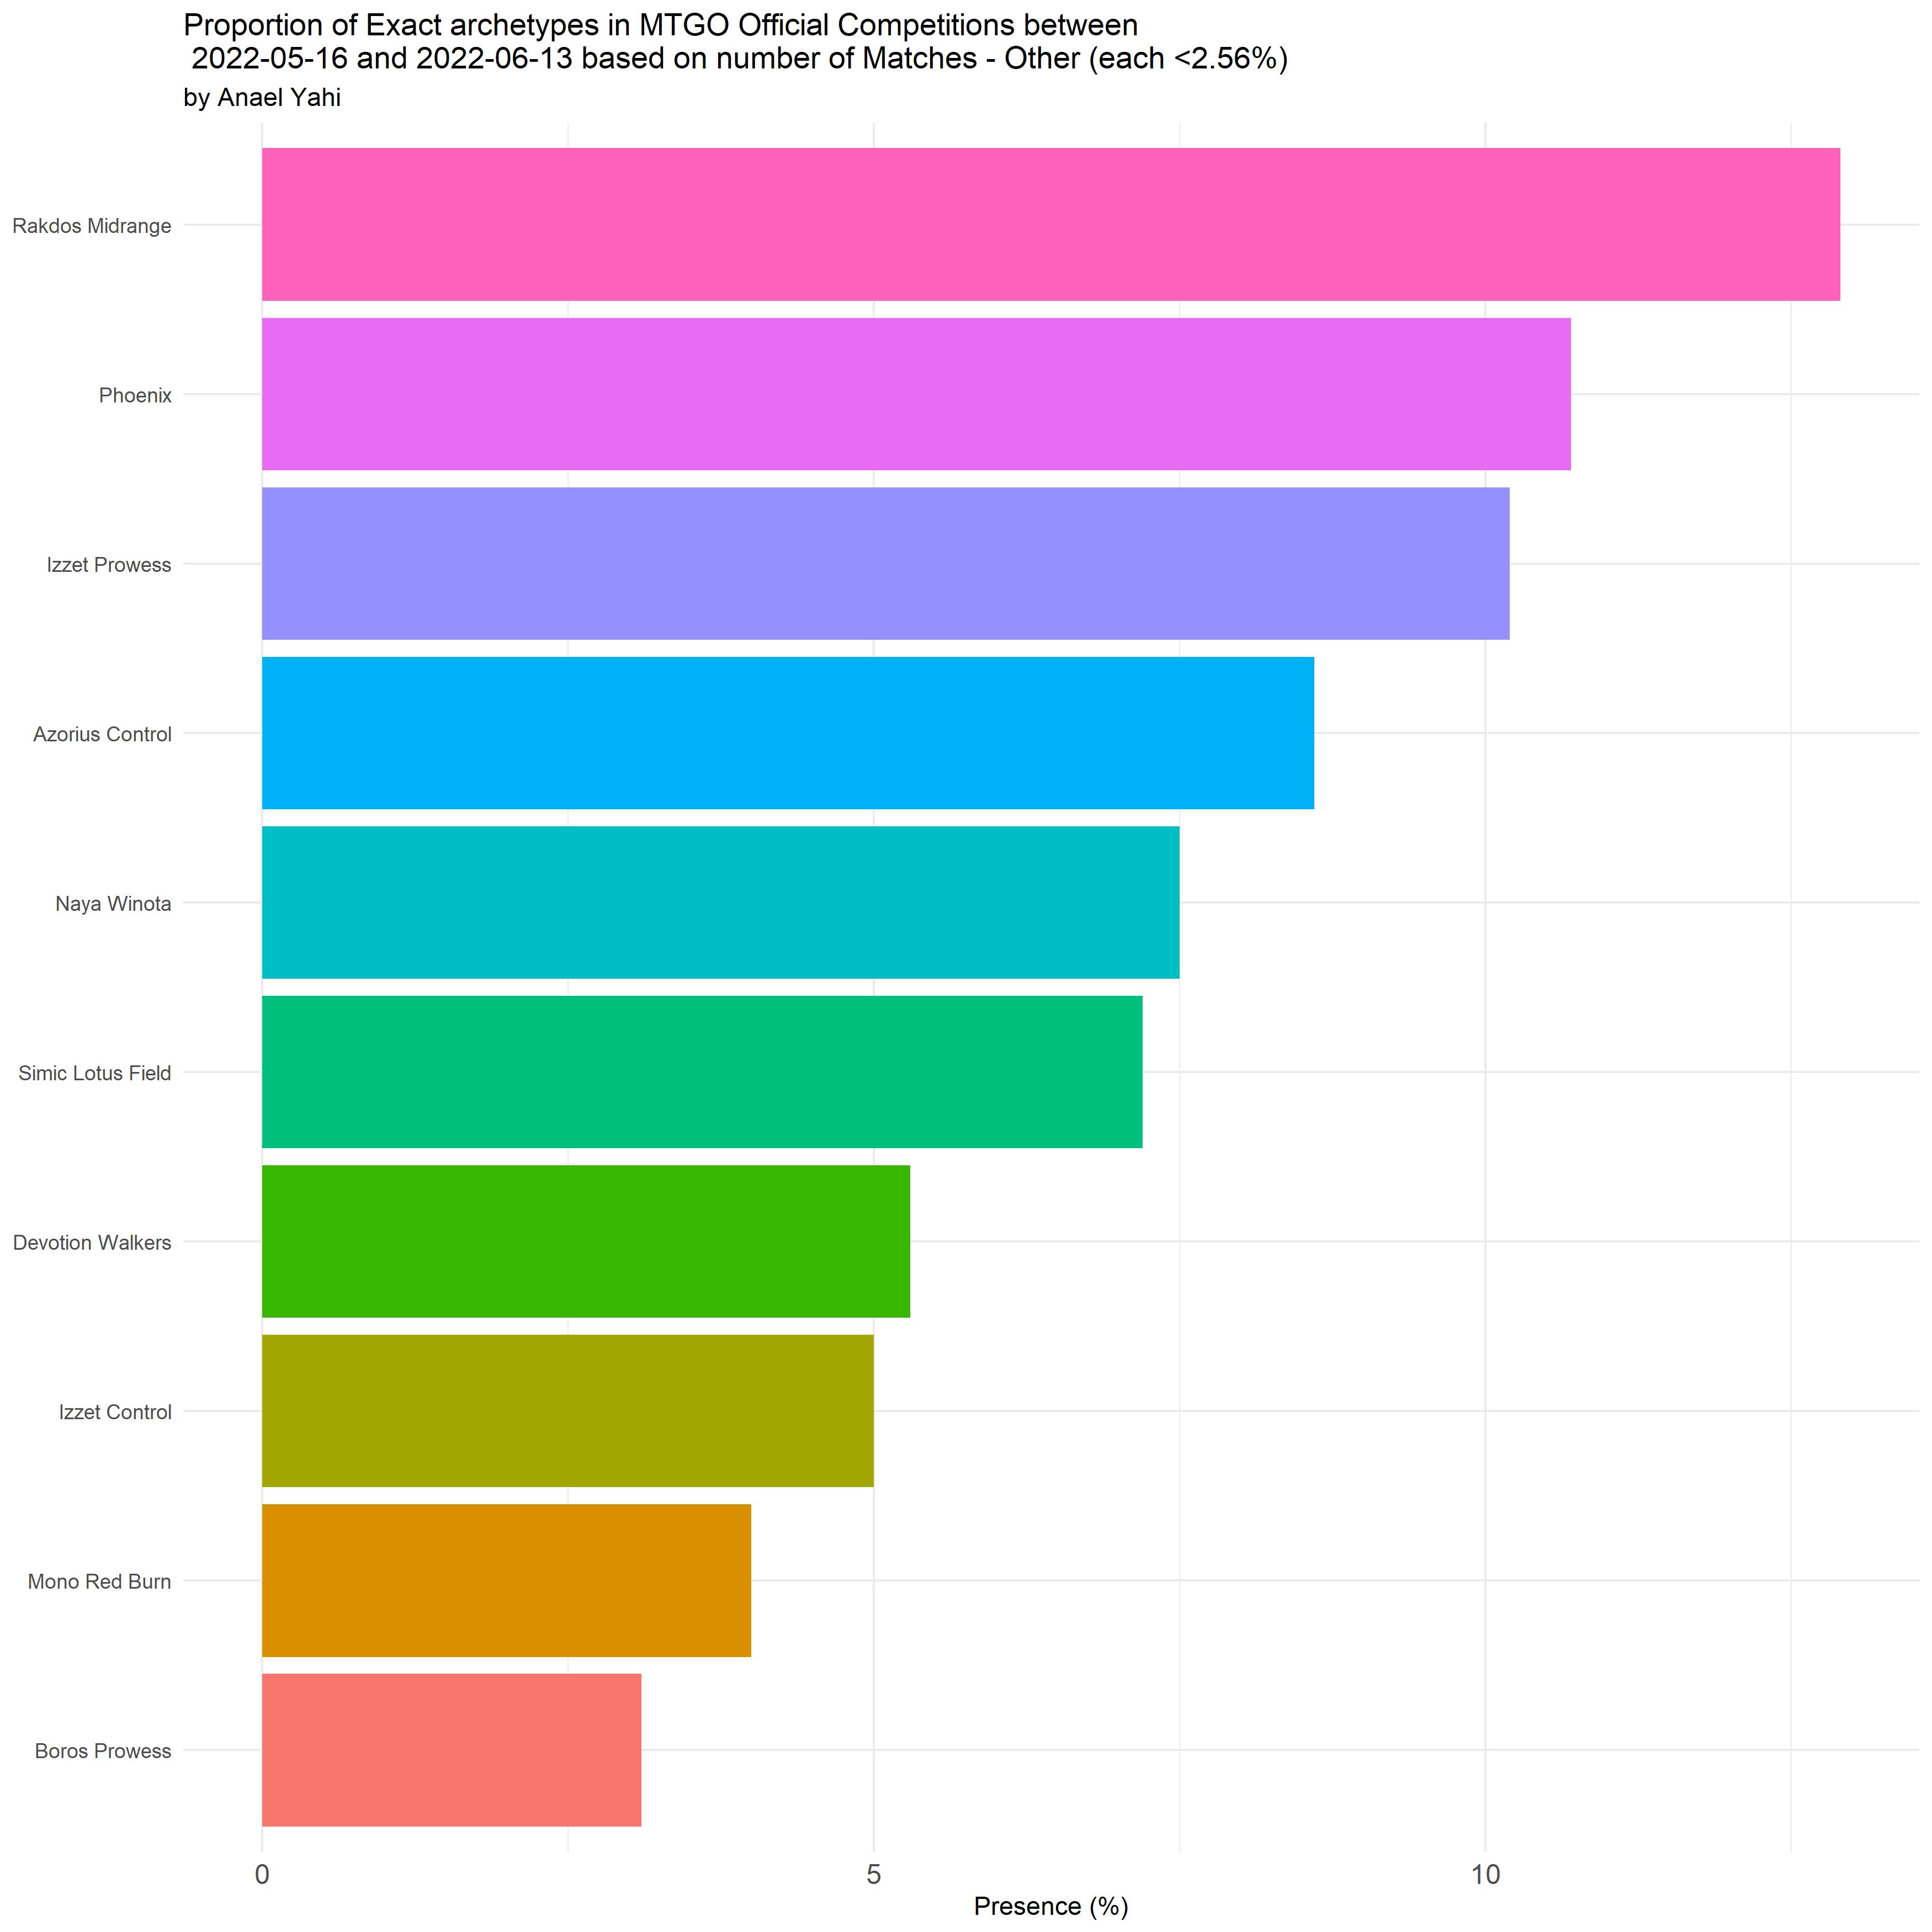 Proportion of Exact archetypes in MTGO Official Competitions between
2022-05-16 and 2022-06-13 based on number of Matches - Other (each <2.56%)
by Anael Yahi
Rakdos Midrange
Phoenix
Izzet Prowess
Azorius Control
Naya Winota
Simic Lotus Field
Devotion Walkers
Izzet Control
Mono Red Burn
Boros Prowess
0 5 10
Presence (%)